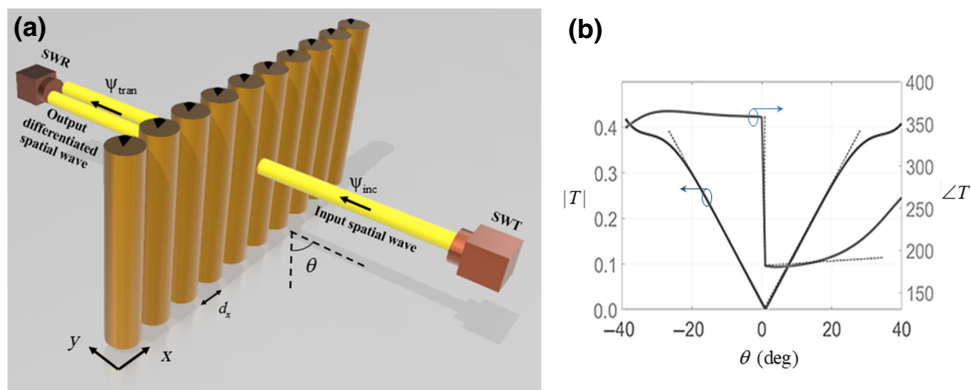 (a)
SWR
Ψtran
Output
differentiated
spatial wave
Ψinc
Input spatial wave
SWT
θ
dx
y
x
(b)
400
350
300
250
200
150
∠T
0.4
0.3
0.2
0.1
0.0
|T|
−40
−20
0
20
40
θ (deg)